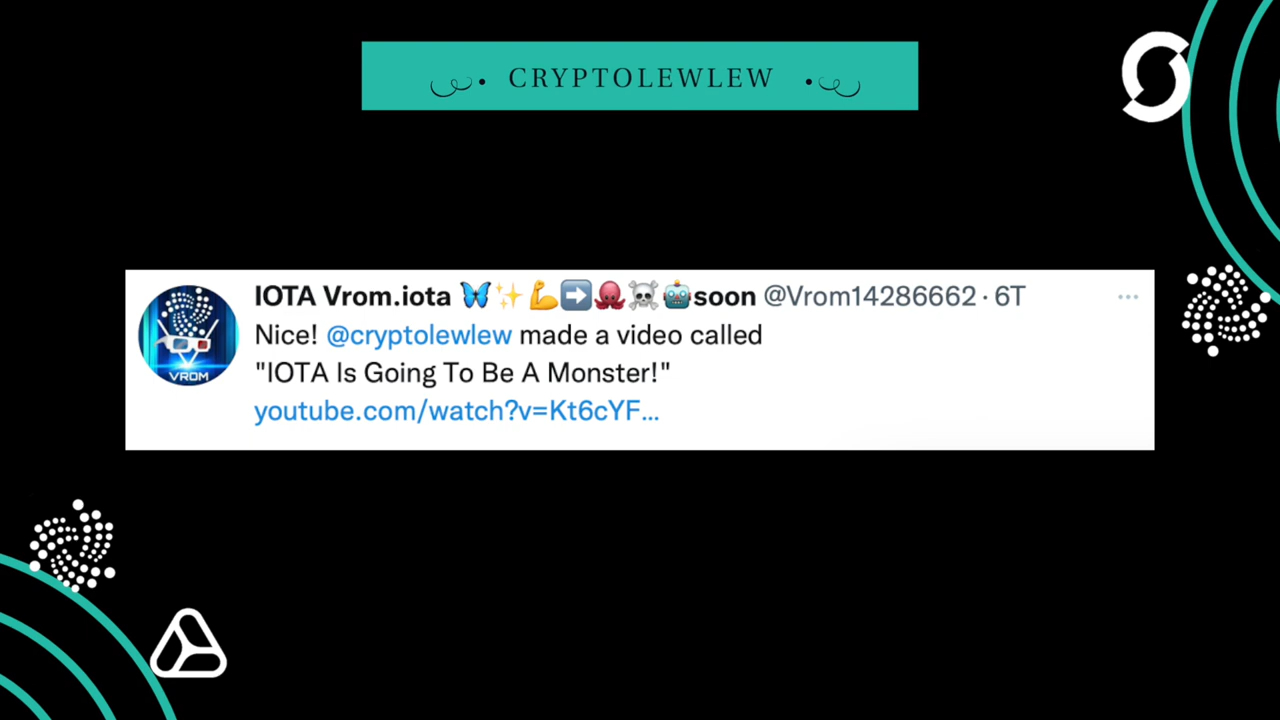 CRYPTOLEWLEW
IOTA Vrom.iota 🦋✨💪➡️🐙☠️🤖soon @Vrom14286662 · 6T
Nice! @cryptolewlew made a video called
"IOTA Is Going To Be A Monster!"
youtube.com/watch?v=Kt6cYF…
VROM